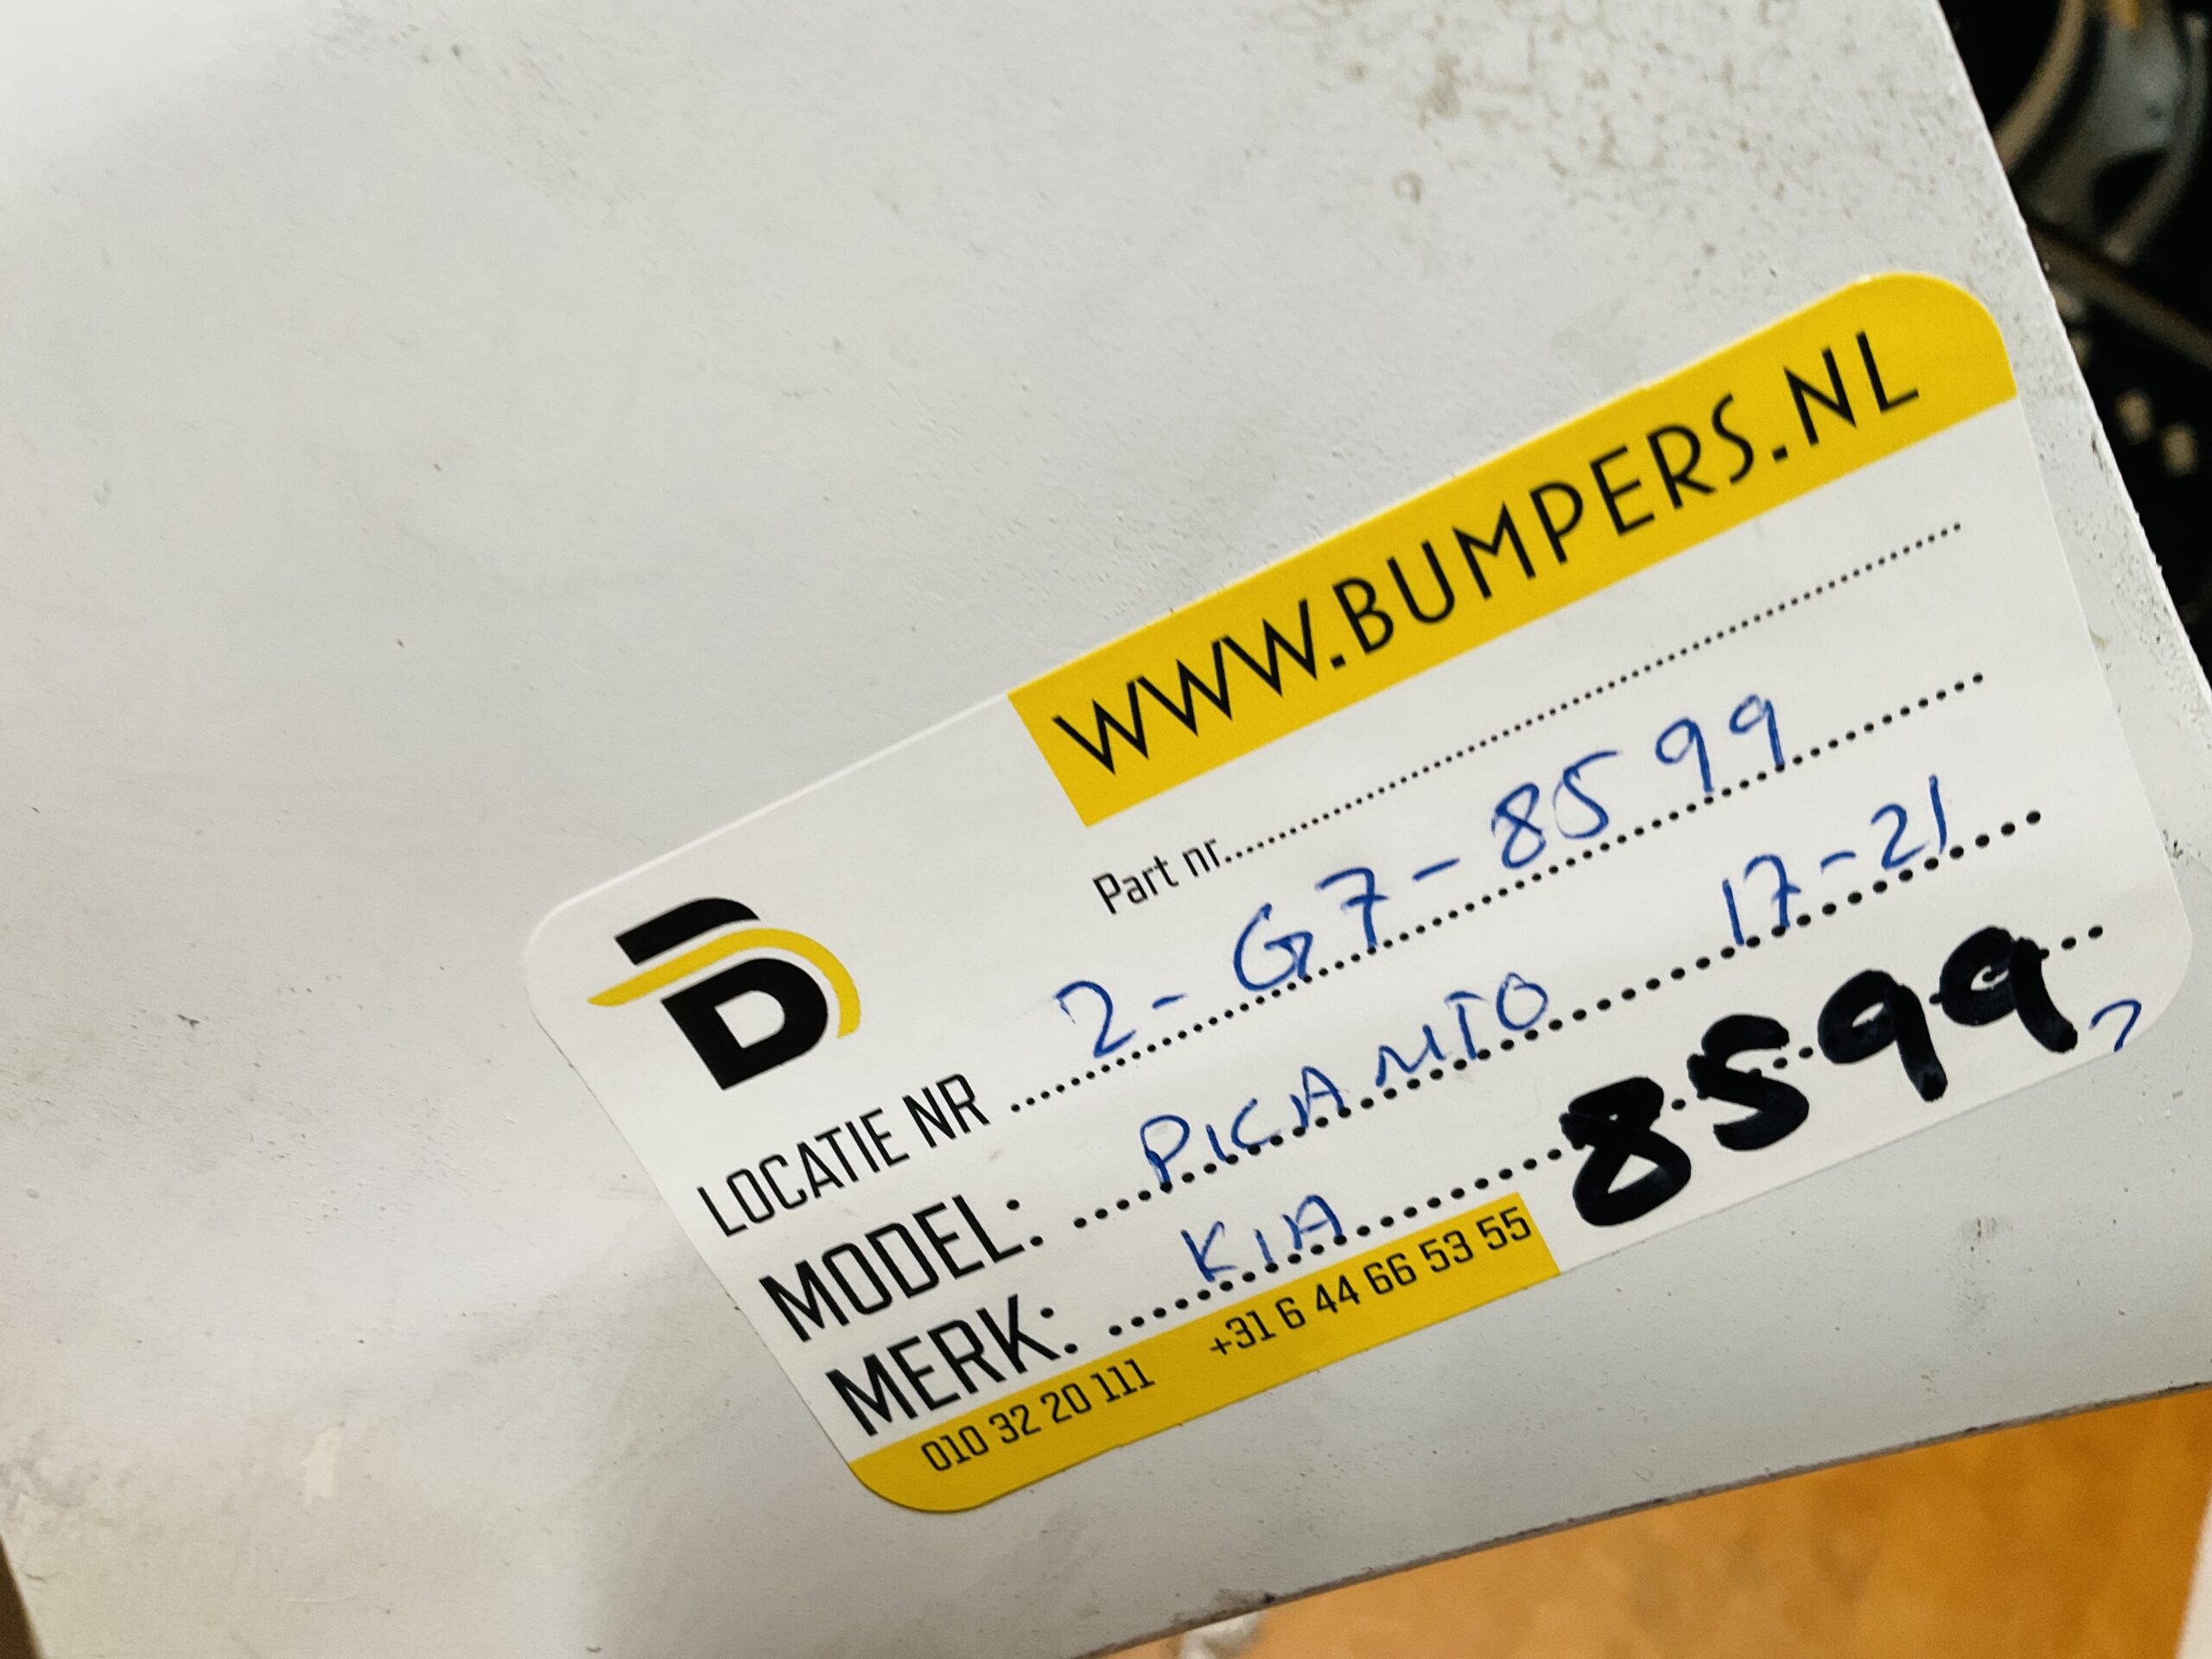 WWW.BUMPERS.NL
Part nr.
LOCATIE NR 2-G7-8599
MODEL: PICANTO 17-21
MERK: KIA 8599
010 32 20 111 +31 6 44 66 53 55